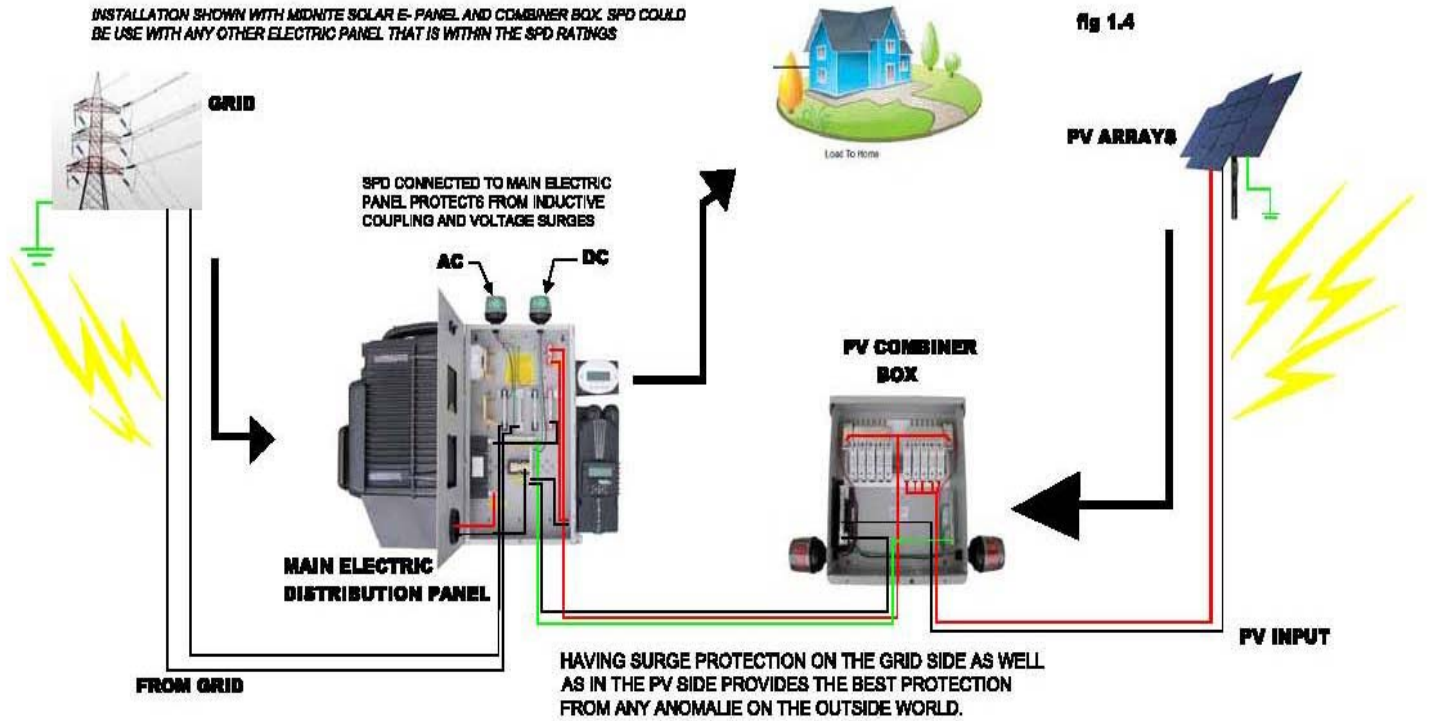 INSTALLATION SHOWN WITH MIDNITE SOLAR E- PANEL AND COMBINER BOX. SPD COULD
BE USE WITH ANY OTHER ELECTRIC PANEL THAT IS WITHIN THE SPD RATINGS
fig 1.4
GRID
PV ARRAYS
Load To Home
SPD CONNECTED TO MAIN ELECTRIC
PANEL PROTECTS FROM INDUCTIVE
COUPLING AND VOLTAGE SURGES
AC
DC
PV COMBINER
BOX
MAIN ELECTRIC
DISTRIBUTION PANEL
PV INPUT
FROM GRID
HAVING SURGE PROTECTION ON THE GRID SIDE AS WELL
AS IN THE PV SIDE PROVIDES THE BEST PROTECTION
FROM ANY ANOMALIE ON THE OUTSIDE WORLD.